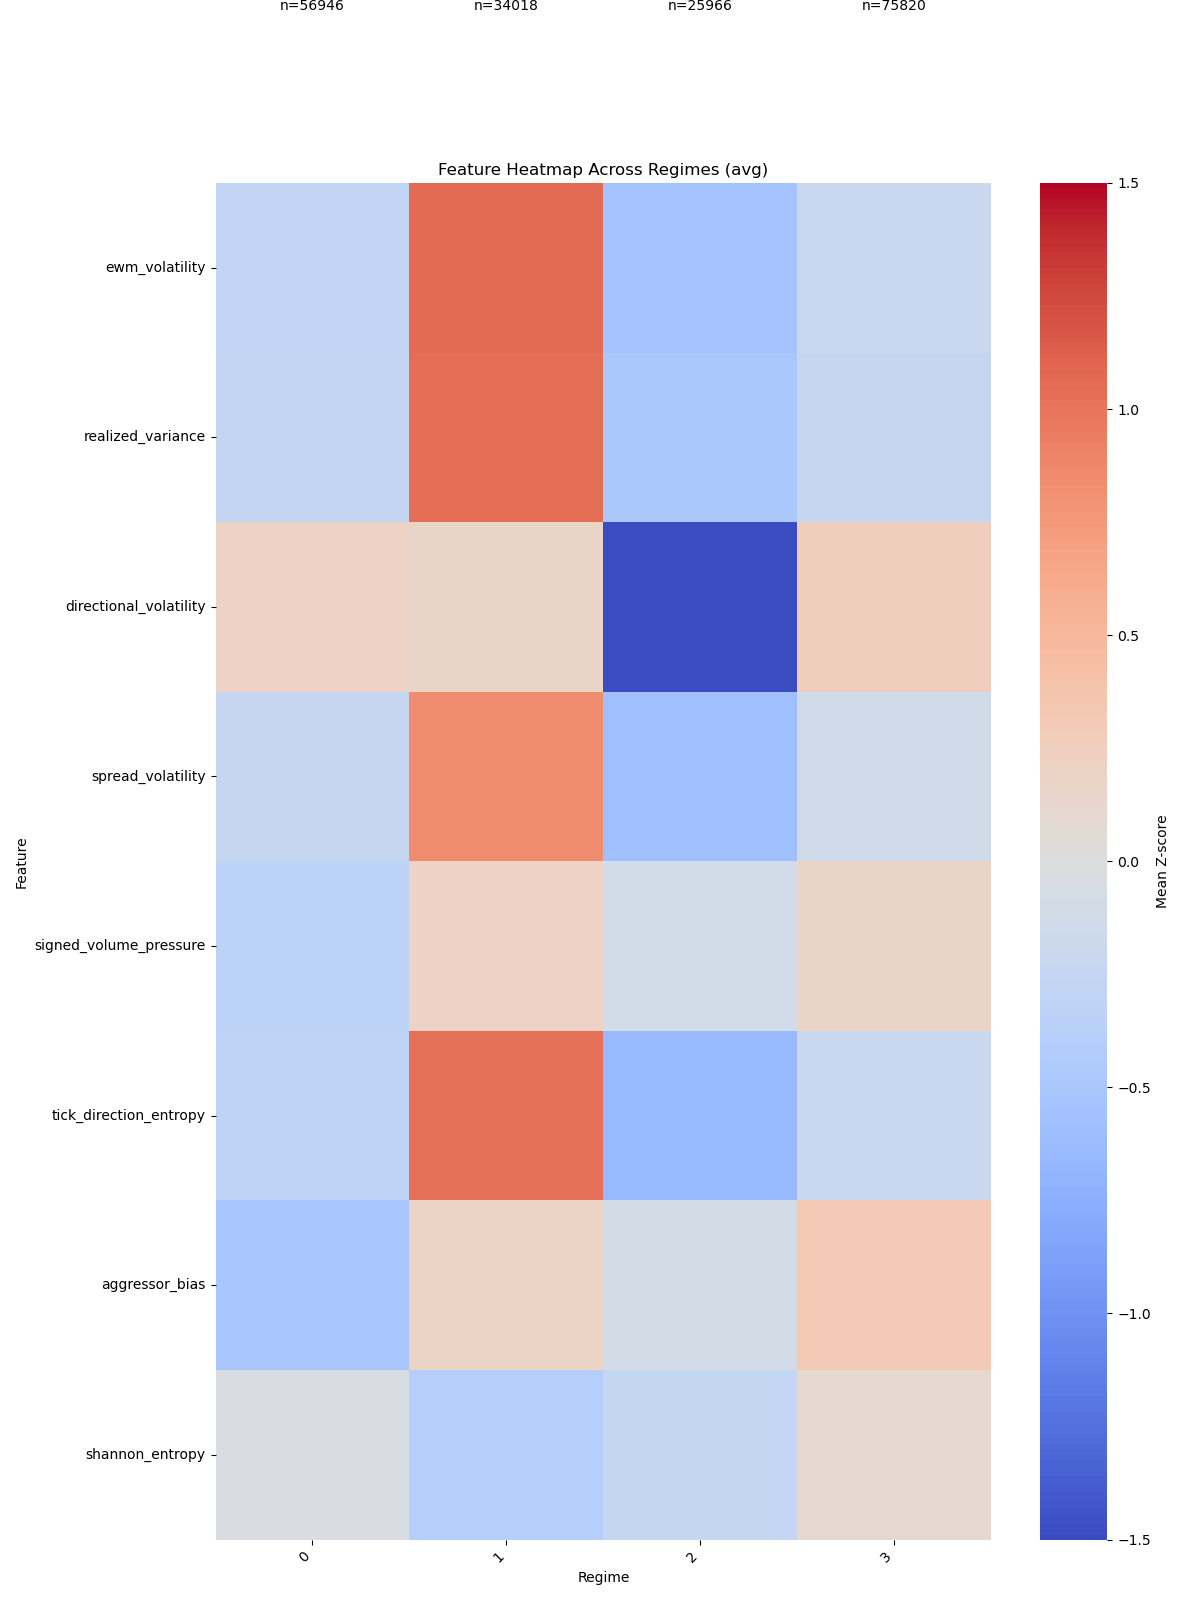 n=56946 n=34018 n=25966 n=75820
Feature Heatmap Across Regimes (avg)
ewm_volatility
realized_variance
directional_volatility
spread_volatility
signed_volume_pressure
tick_direction_entropy
aggressor_bias
shannon_entropy
Feature
0 1 2 3
Regime
1.5
1.0
0.5
0.0
−0.5
−1.0
−1.5
Mean Z-score